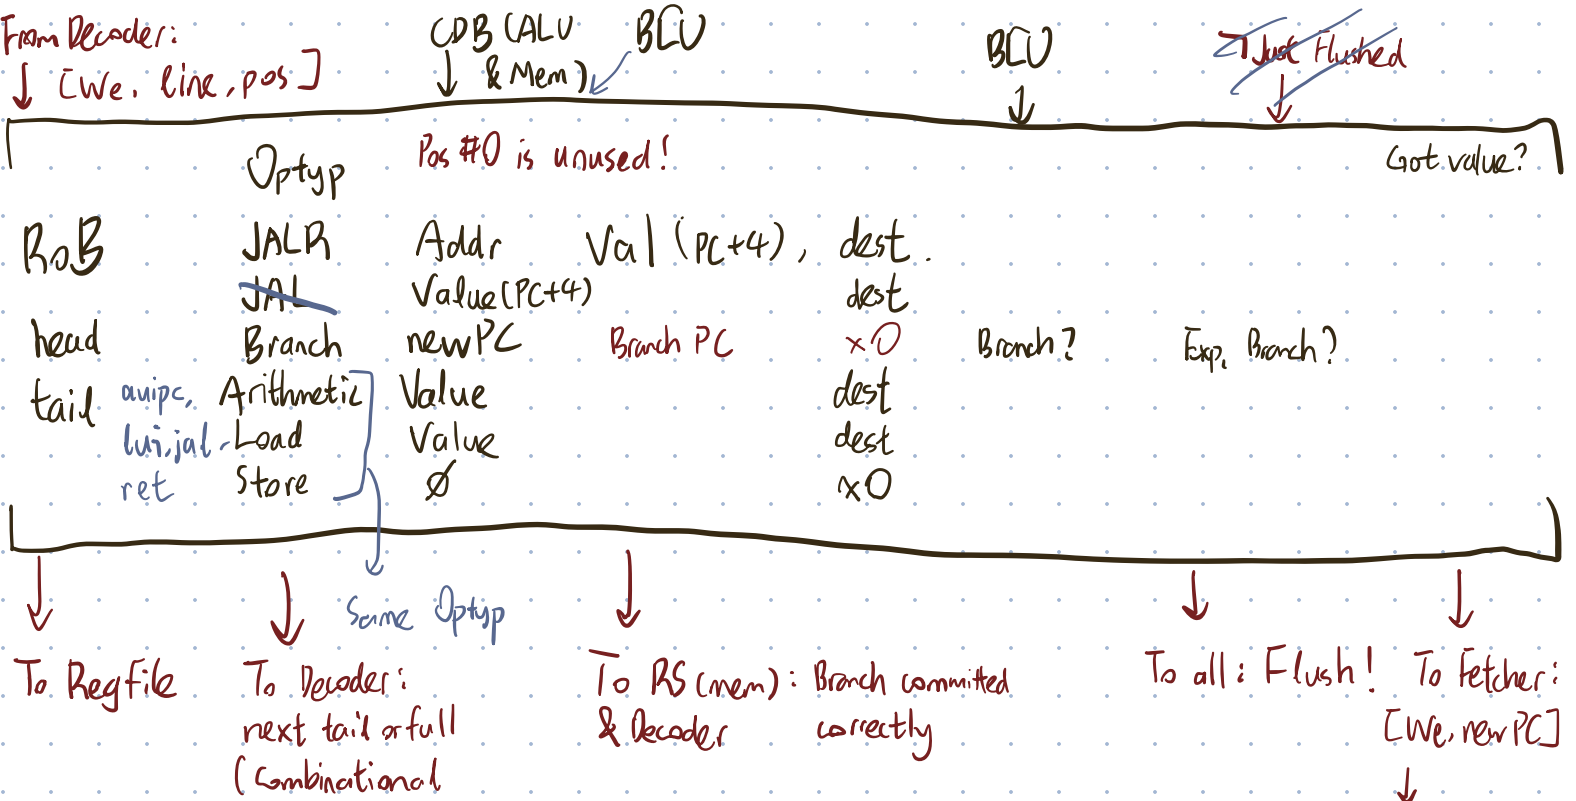 From Decoder:
[We, line, pos]
CDB (ALU
& Mem)
BCU
BCU
Just Flushed
Optyp
Pos #0 is unused!
Got value?
RoB
JALR Addr Val (PC+4), dest.
JAL Value (PC+4) dest
head Branch newPC Branch PC x0 Branch? Exp. Branch?
tail auipc, Arithmetic Value dest
lui, jal, Load Value dest
ret Store Ø x0
Same Optyp
To Regfile
To Decoder:
next tail or full
(Combinational
To RS (mem): Branch committed
& Decoder correctly
To all: Flush!
To Fetcher:
[We, new PC]